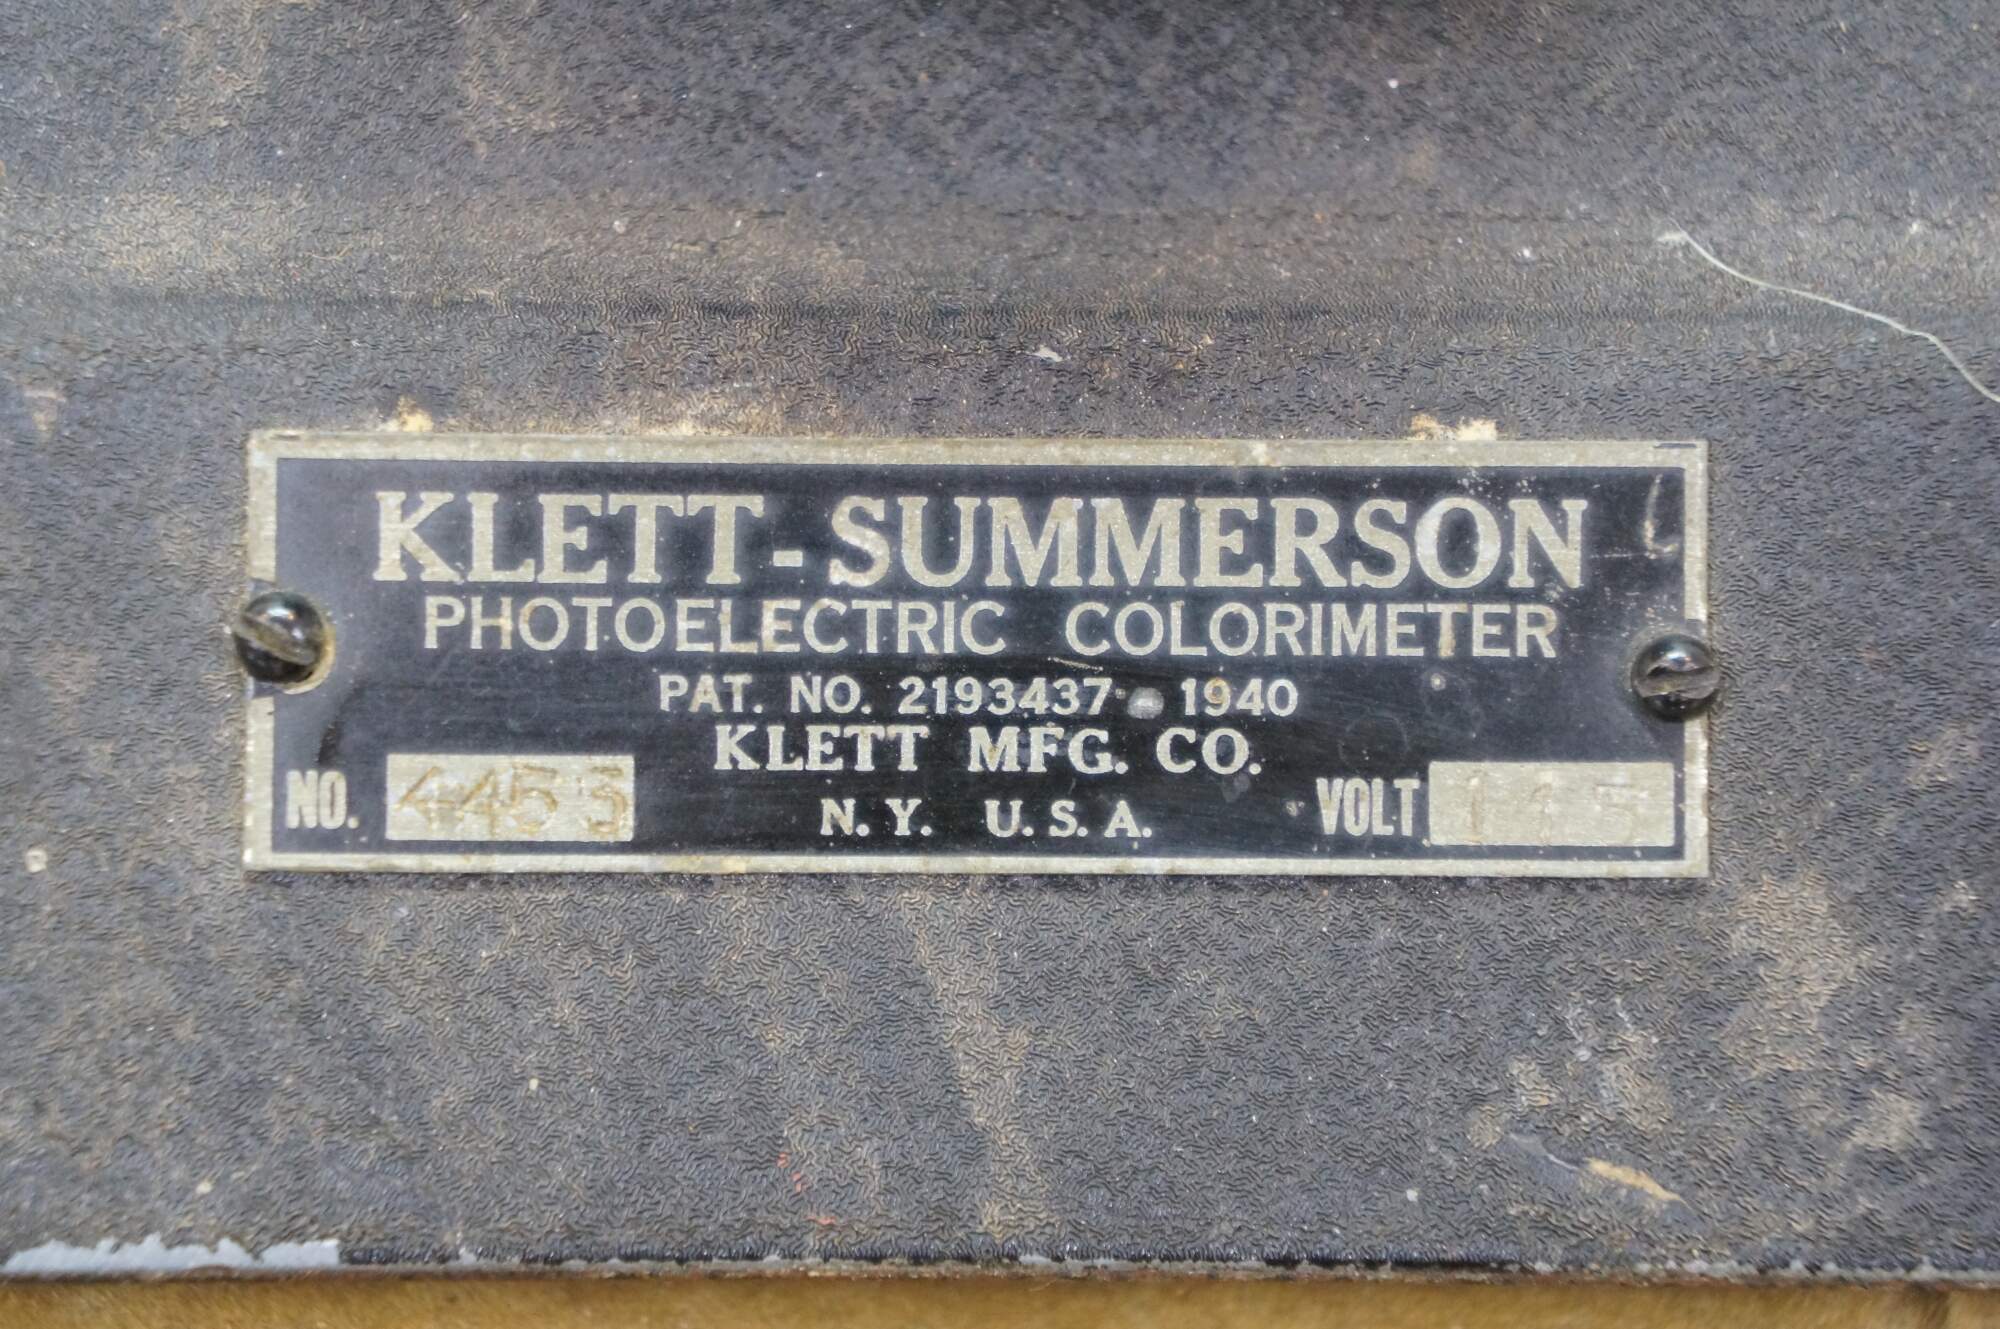 KLETT-SUMMERSON
PHOTOELECTRIC COLORIMETER
PAT. NO. 2193437 1940
KLETT MFG. CO.
NO. 4453 N.Y. U.S.A. VOLT 115